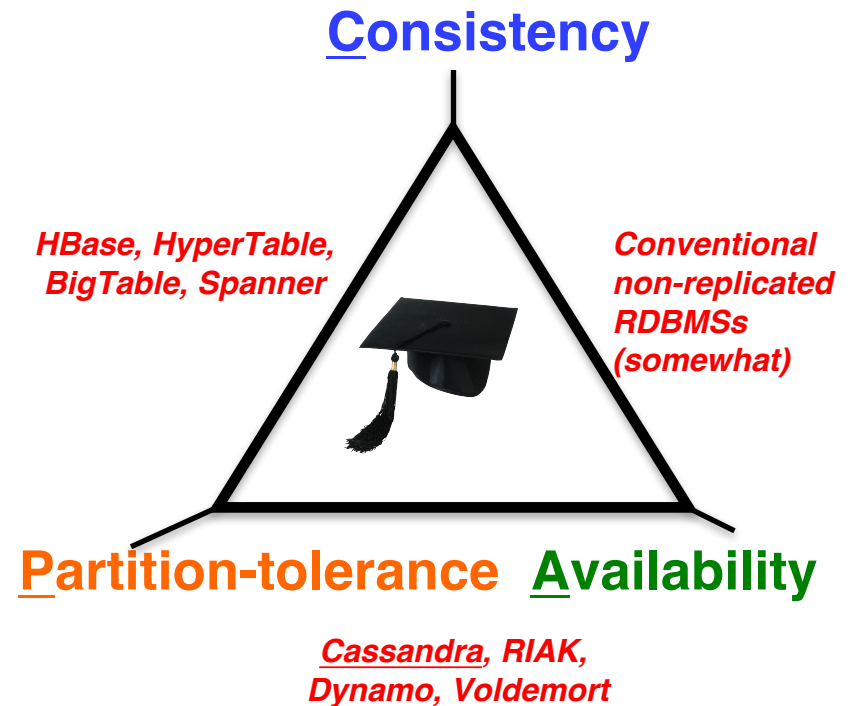 Consistency
HBase, HyperTable,
BigTable, Spanner
Conventional
non-replicated
RDBMSs
(somewhat)
Partition-tolerance
Availability
Cassandra, RIAK,
Dynamo, Voldemort